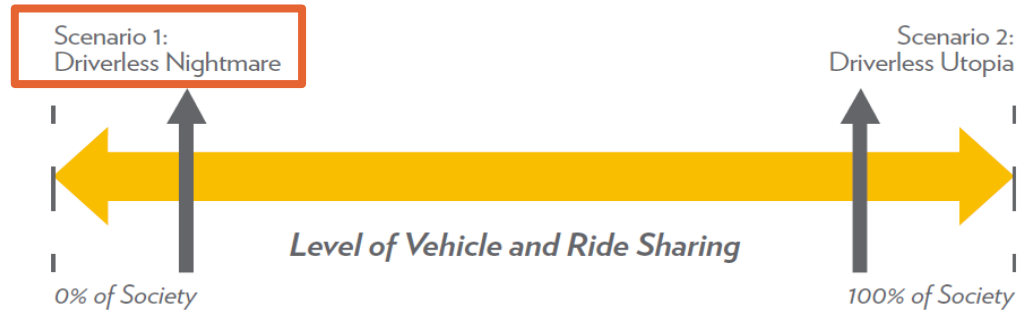 Scenario 1:
Driverless Nightmare
Scenario 2:
Driverless Utopia
Level of Vehicle and Ride Sharing
0% of Society
100% of Society